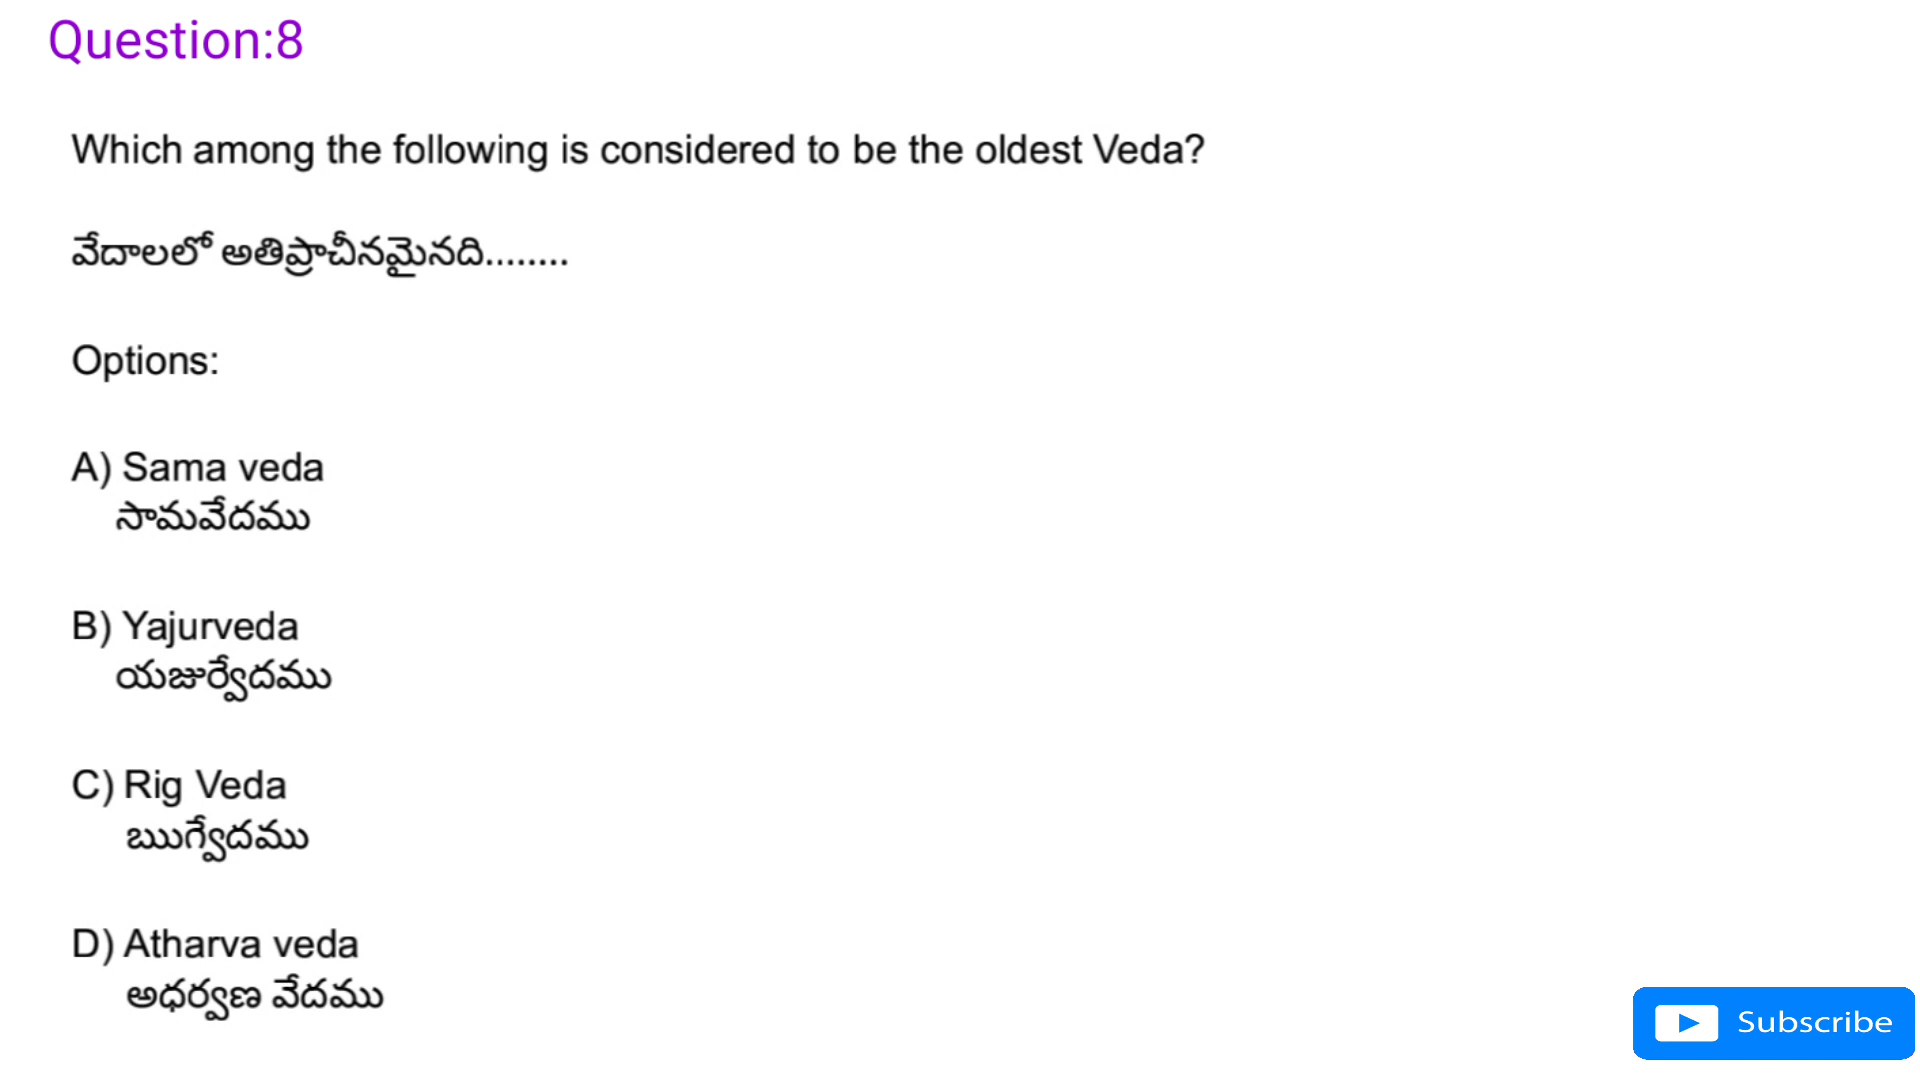 Question:8
Which among the following is considered to be the oldest Veda?
వేదాలలో అతిప్రాచీనమైనది........
Options:
A) Sama veda
సామవేదము
B) Yajurveda
యజుర్వేదము
C) Rig Veda
ఋగ్వేదము
D) Atharva veda
అధర్వణ వేదము
Subscribe